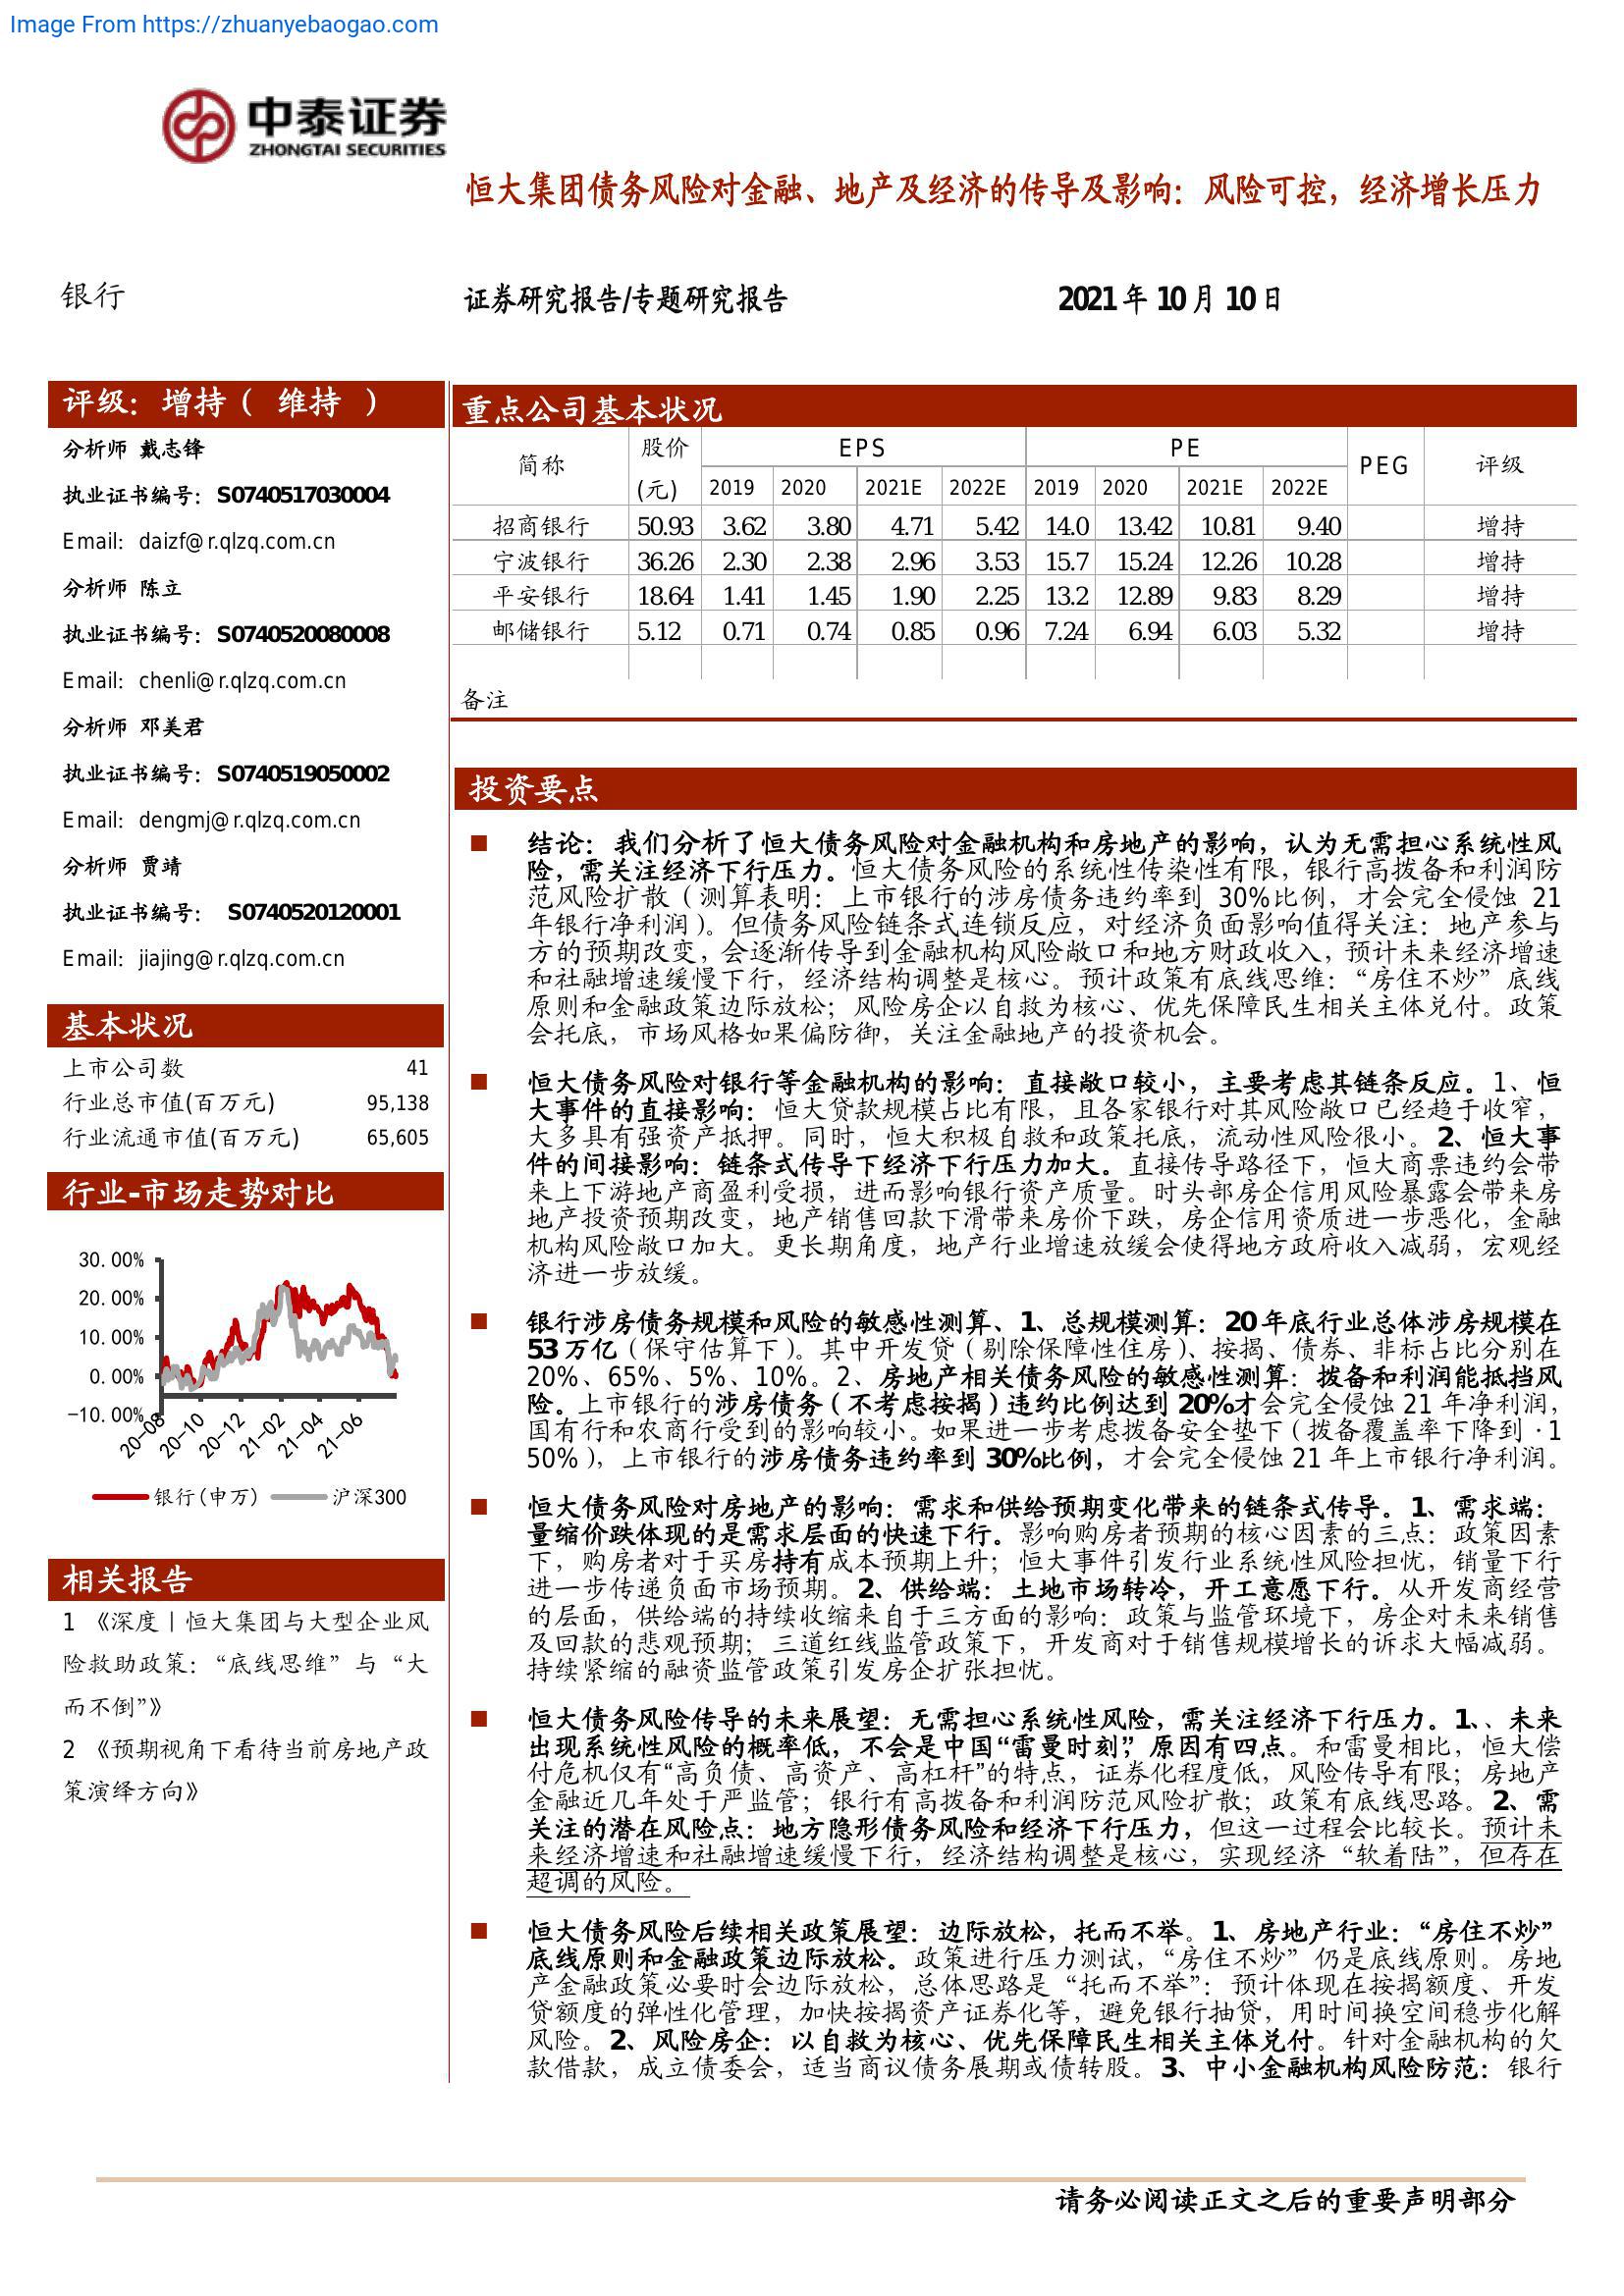 Image From https://zhuanyebaogao.com
中泰证券
ZHONGTAI SECURITIES
恒大集团债务风险对金融、地产及经济的传导及影响：风险可控，经济增长压力
银行
证券研究报告/专题研究报告
2021 年 10 月 10 日
评级：增持（ 维持 ）
分析师 戴志锋
执业证书编号：S0740517030004
Email：daizf@r.qlzq.com.cn
分析师 陈立
执业证书编号：S0740520080008
Email：chenli@r.qlzq.com.cn
分析师 邓美君
执业证书编号：S0740519050002
Email：dengmj@r.qlzq.com.cn
分析师 贾靖
执业证书编号： S0740520120001
Email：jiajing@r.qlzq.com.cn
基本状况
上市公司数 41
行业总市值(百万元) 95,138
行业流通市值(百万元) 65,605
行业-市场走势对比
30.00%
20.00%
10.00%
0.00%
-10.00%
20-08 20-10 20-12 21-02 21-04 21-06
银行(申万) 沪深300
相关报告
1 《深度丨恒大集团与大型企业风
险救助政策：“底线思维”与“大
而不倒”》
2 《预期视角下看待当前房地产政
策演绎方向》
重点公司基本状况
简称 股价 EPS PE PEG 评级
(元) 2019 2020 2021E 2022E 2019 2020 2021E 2022E
招商银行 50.93 3.62 3.80 4.71 5.42 14.0 13.42 10.81 9.40 增持
宁波银行 36.26 2.30 2.38 2.96 3.53 15.7 15.24 12.26 10.28 增持
平安银行 18.64 1.41 1.45 1.90 2.25 13.2 12.89 9.83 8.29 增持
邮储银行 5.12 0.71 0.74 0.85 0.96 7.24 6.94 6.03 5.32 增持
备注
投资要点
■ 结论：我们分析了恒大债务风险对金融机构和房地产的影响，认为无需担心系统性风
险，需关注经济下行压力。恒大债务风险的系统性传染性有限，银行高拨备和利润防
范风险扩散（测算表明：上市银行的涉房债务违约率到 30%比例，才会完全侵蚀 21
年银行净利润）。但债务风险链条式连锁反应，对经济负面影响值得关注：地产参与
方的预期改变，会逐渐传导到金融机构风险敞口和地方财政收入，预计未来经济增速
和社融增速缓慢下行，经济结构调整是核心。预计政策有底线思维：“房住不炒”底线
原则和金融政策边际放松；风险房企以自救为核心、优先保障民生相关主体兑付。政策
会托底，市场风格如果偏防御，关注金融地产的投资机会。
■ 恒大债务风险对银行等金融机构的影响：直接敞口较小，主要考虑其链条反应。1、恒
大事件的直接影响：恒大贷款规模占比有限，且各家银行对其风险敞口已经趋于收窄，
大多具有强资产抵押。同时，恒大积极自救和政策托底，流动性风险很小。2、恒大事
件的间接影响：链条式传导下经济下行压力加大。直接传导路径下，恒大商票违约会带
来上下游地产商盈利受损，进而影响银行资产质量。时头部房企信用风险暴露会带来房
地产投资预期改变，地产销售回款下滑带来房价下跌，房企信用资质进一步恶化，金融
机构风险敞口加大。更长期角度，地产行业增速放缓会使得地方政府收入减弱，宏观经
济进一步放缓。
■ 银行涉房债务规模和风险的敏感性测算、1、总规模测算：20 年底行业总体涉房规模在
53 万亿（保守估算下）。其中开发贷（剔除保障性住房）、按揭、债券、非标占比分别在
20%、65%、5%、10%。2、房地产相关债务风险的敏感性测算：拨备和利润能抵挡风
险。上市银行的涉房债务（不考虑按揭）违约比例达到 20%才会完全侵蚀 21 年净利润，
国有行和农商行受到的影响较小。如果进一步考虑拨备安全垫下（拨备覆盖率下降到·1
50%），上市银行的涉房债务违约率到 30%比例，才会完全侵蚀 21 年上市银行净利润。
■ 恒大债务风险对房地产的影响：需求和供给预期变化带来的链条式传导。1、需求端：
量缩价跌体现的是需求层面的快速下行。影响购房者预期的核心因素的三点：政策因素
下，购房者对于买房持有成本预期上升；恒大事件引发行业系统性风险担忧，销量下行
进一步传递负面市场预期。2、供给端：土地市场转冷，开工意愿下行。从开发商经营
的层面，供给端的持续收缩来自于三方面的影响：政策与监管环境下，房企对未来销售
及回款的悲观预期；三道红线监管政策下，开发商对于销售规模增长的诉求大幅减弱。
持续紧缩的融资监管政策引发房企扩张担忧。
■ 恒大债务风险传导的未来展望：无需担心系统性风险，需关注经济下行压力。1、、未来
出现系统性风险的概率低，不会是中国“雷曼时刻”，原因有四点。和雷曼相比，恒大偿
付危机仅有“高负债、高资产、高杠杆”的特点，证券化程度低，风险传导有限；房地产
金融近几年处于严监管；银行有高拨备和利润防范风险扩散；政策有底线思路。2、需
关注的潜在风险点：地方隐形债务风险和经济下行压力，但这一过程会比较长。预计未
来经济增速和社融增速缓慢下行，经济结构调整是核心，实现经济“软着陆”，但存在
超调的风险。
■ 恒大债务风险后续相关政策展望：边际放松，托而不举。1、房地产行业：“房住不炒”
底线原则和金融政策边际放松。政策进行压力测试，“房住不炒”仍是底线原则。房地
产金融政策必要时会边际放松，总体思路是“托而不举”：预计体现在按揭额度、开发
贷额度的弹性化管理，加快按揭资产证券化等，避免银行抽贷，用时间换空间稳步化解
风险。2、风险房企：以自救为核心、优先保障民生相关主体兑付。针对金融机构的欠
款借款，成立债委会，适当商议债务展期或债转股。3、中小金融机构风险防范：银行
请务必阅读正文之后的重要声明部分